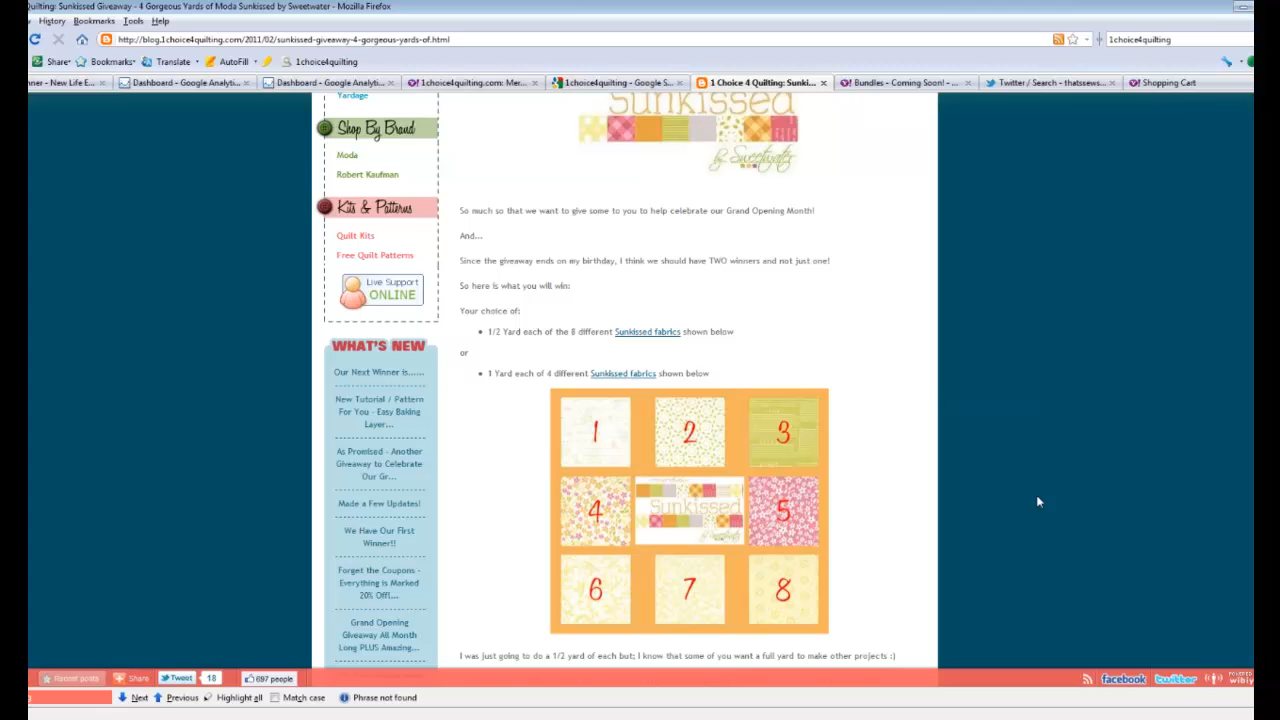 Quilting: Sunkissed Giveaway - 4 Gorgeous Yards of Moda Sunkissed by Sweetwater - Mozilla Firefox
History Bookmarks Tools Help
http://blog.1choice4quilting.com/2011/02/sunkissed-giveaway-4-gorgeous-yards-of.html
1choice4quilting
Share Bookmarks Translate AutoFill 1choice4quilting
ner - New Life E...
Dashboard - Google Analyti...
Dashboard - Google Analyti...
1choice4quilting.com: Mer...
1choice4quilting - Google S...
1 Choice 4 Quilting: Sunki...
Bundles - Coming Soon! - ...
Twitter / Search - thatssews...
Shopping Cart
Yardage
Shop By Brand
Moda
Robert Kaufman
Kits & Patterns
Quilt Kits
Free Quilt Patterns
Live Support
ONLINE
WHAT'S NEW
Our Next Winner is......
New Tutorial / Pattern
For You - Easy Baking
Layer...
As Promised - Another
Giveaway to Celebrate
Our Gr...
Made a Few Updates!
We Have Our First
Winner!!
Forget the Coupons -
Everything is Marked
20% Off!...
Grand Opening
Giveaway All Month
Long PLUS Amazing...
Sunkissed
by Sweetwater
So much so that we want to give some to you to help celebrate our Grand Opening Month!
And...
Since the giveaway ends on my birthday, I think we should have TWO winners and not just one!
So here is what you will win:
Your choice of:
• 1/2 Yard each of the 8 different Sunkissed fabrics shown below
or
• 1 Yard each of 4 different Sunkissed fabrics shown below
1 2 3
4 Sunkissed 5
6 7 8
I was just going to do a 1/2 yard of each but; I know that some of you want a full yard to make other projects :)
Recent posts Share Tweet 18 697 people
facebook twitter
Next Previous Highlight all Match case Phrase not found